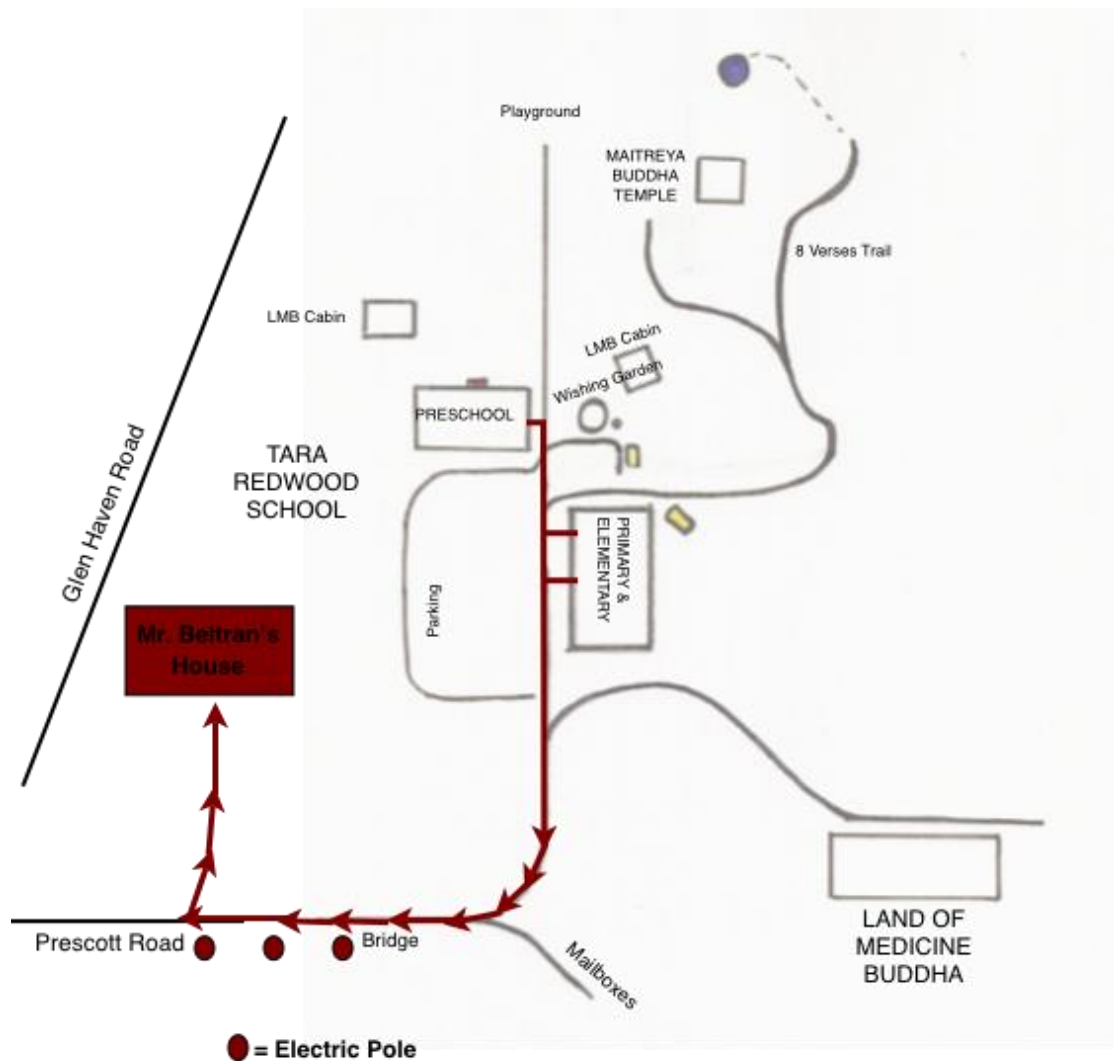 Playground
MAITREYA
BUDDHA
TEMPLE
8 Verses Trail
LMB Cabin
LMB Cabin
Wishing Garden
PRESCHOOL
TARA
REDWOOD
SCHOOL
Glen Haven Road
PRIMARY &
ELEMENTARY
Parking
Mr. Beltran's
House
Prescott Road
Bridge
Mailboxes
LAND OF
MEDICINE
BUDDHA
= Electric Pole